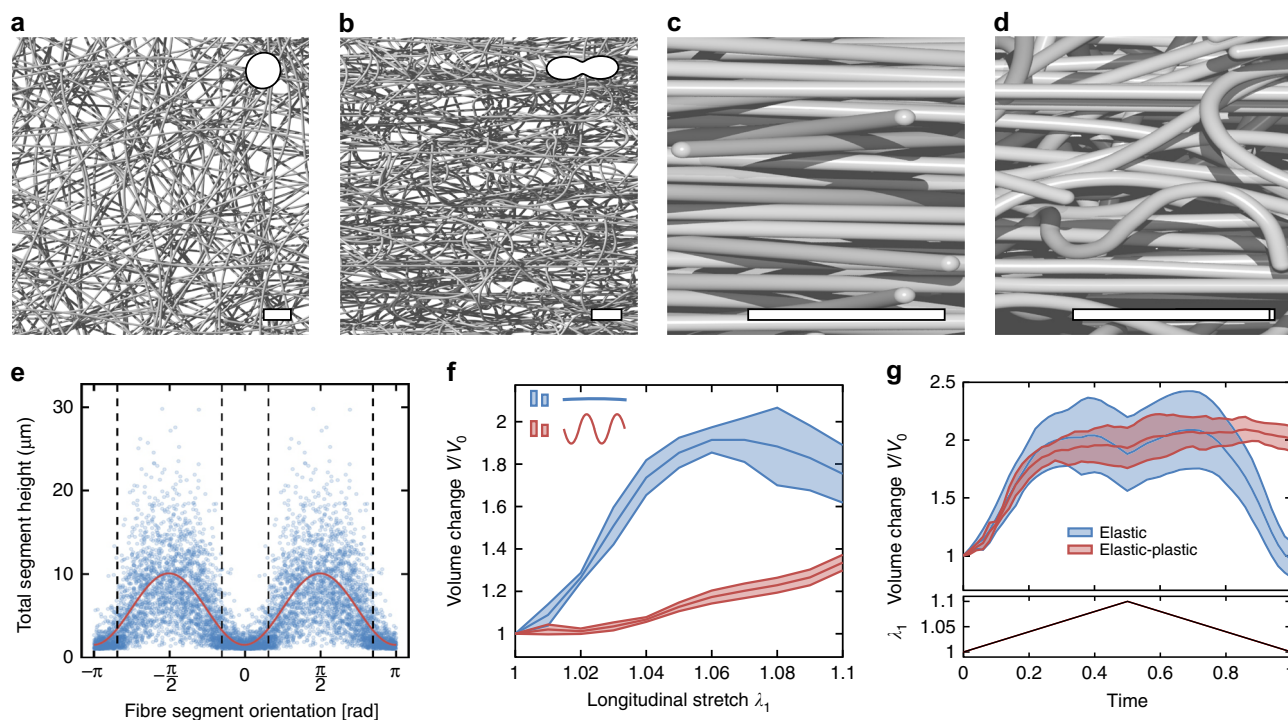 a
b
c
d
e
30
20
10
0
Total segment height (μm)
−π
−π/2
0
π/2
π
Fibre segment orientation [rad]
f
2
1.8
1.6
1.4
1.2
1
Volume change V/V0
1
1.02
1.04
1.06
1.08
1.1
Longitudinal stretch λ1
g
2.5
2
1.5
1
Volume change V/V0
Elastic
Elastic-plastic
1.1
1.05
1
λ1
0
0.2
0.4
0.6
0.8
1
Time